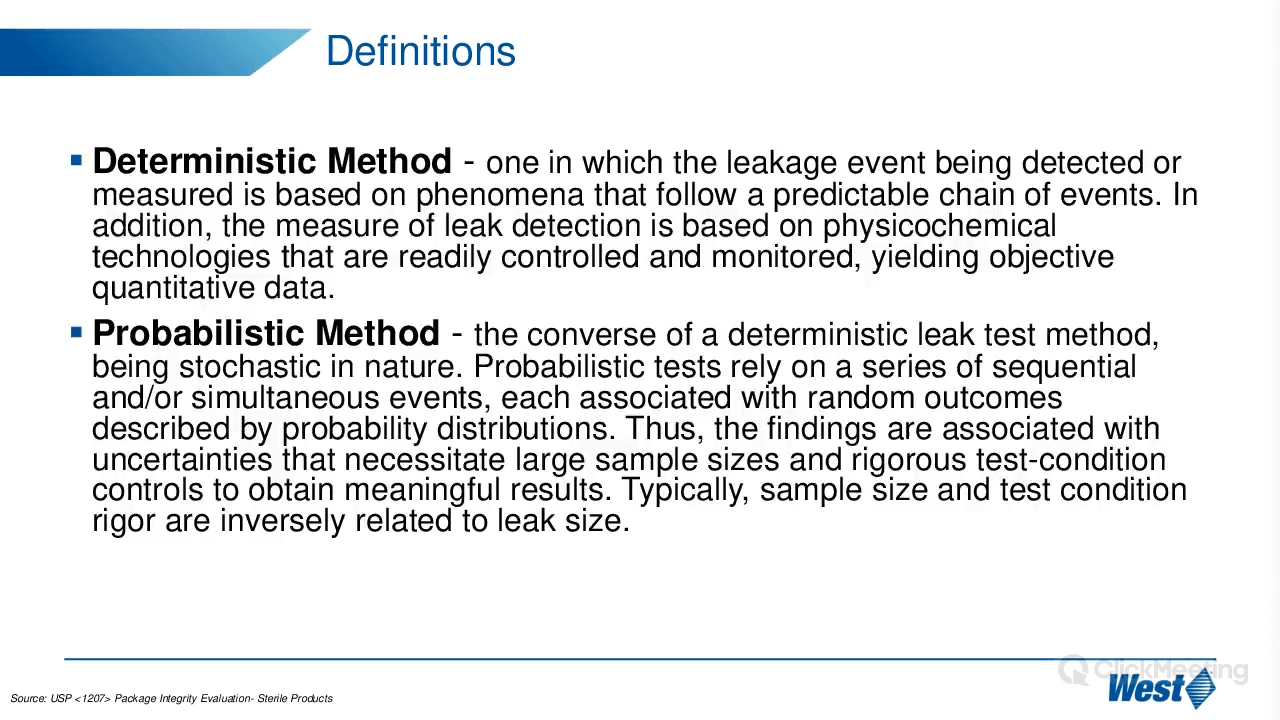 Definitions
Deterministic Method - one in which the leakage event being detected or
measured is based on phenomena that follow a predictable chain of events. In
addition, the measure of leak detection is based on physicochemical
technologies that are readily controlled and monitored, yielding objective
quantitative data.
Probabilistic Method - the converse of a deterministic leak test method,
being stochastic in nature. Probabilistic tests rely on a series of sequential
and/or simultaneous events, each associated with random outcomes
described by probability distributions. Thus, the findings are associated with
uncertainties that necessitate large sample sizes and rigorous test-condition
controls to obtain meaningful results. Typically, sample size and test condition
rigor are inversely related to leak size.
ClickMeeting
West
Source: USP <1207> Package Integrity Evaluation- Sterile Products